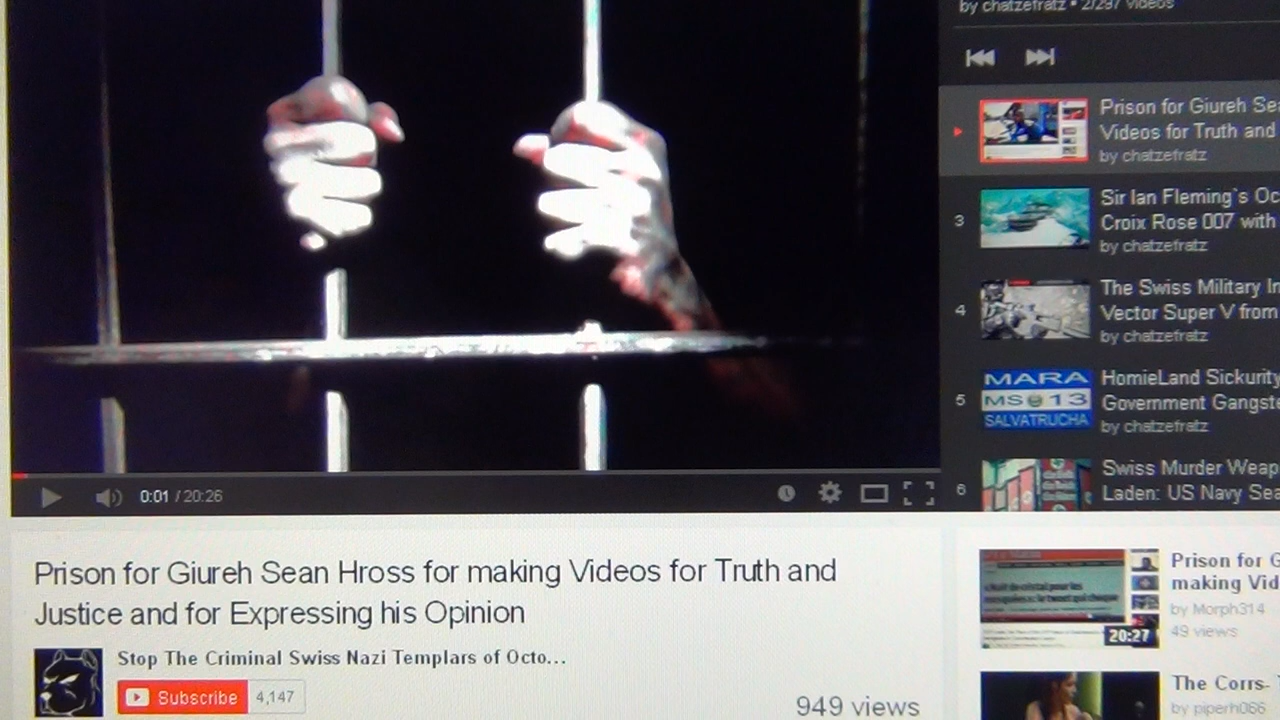 by chatzefratz • 2/297 videos
Prison for Giureh Se
Videos for Truth and
by chatzefratz
3
Sir Ian Fleming`s Oc
Croix Rose 007 with
by chatzefratz
4
The Swiss Military In
Vector Super V from
by chatzefratz
5
MARA
MS 13
SALVATRUCHA
HomieLand Sickurity
Government Gangste
by chatzefratz
6
Swiss Murder Weap
Laden: US Navy Sea
0:01 / 20:26
Prison for Giureh Sean Hross for making Videos for Truth and
Justice and for Expressing his Opinion
Stop The Criminal Swiss Nazi Templars of Octo...
Subscribe 4,147
949 views
20:27
Prison for G
making Vid
by Morph314
49 views
The Corrs-
by piperh066